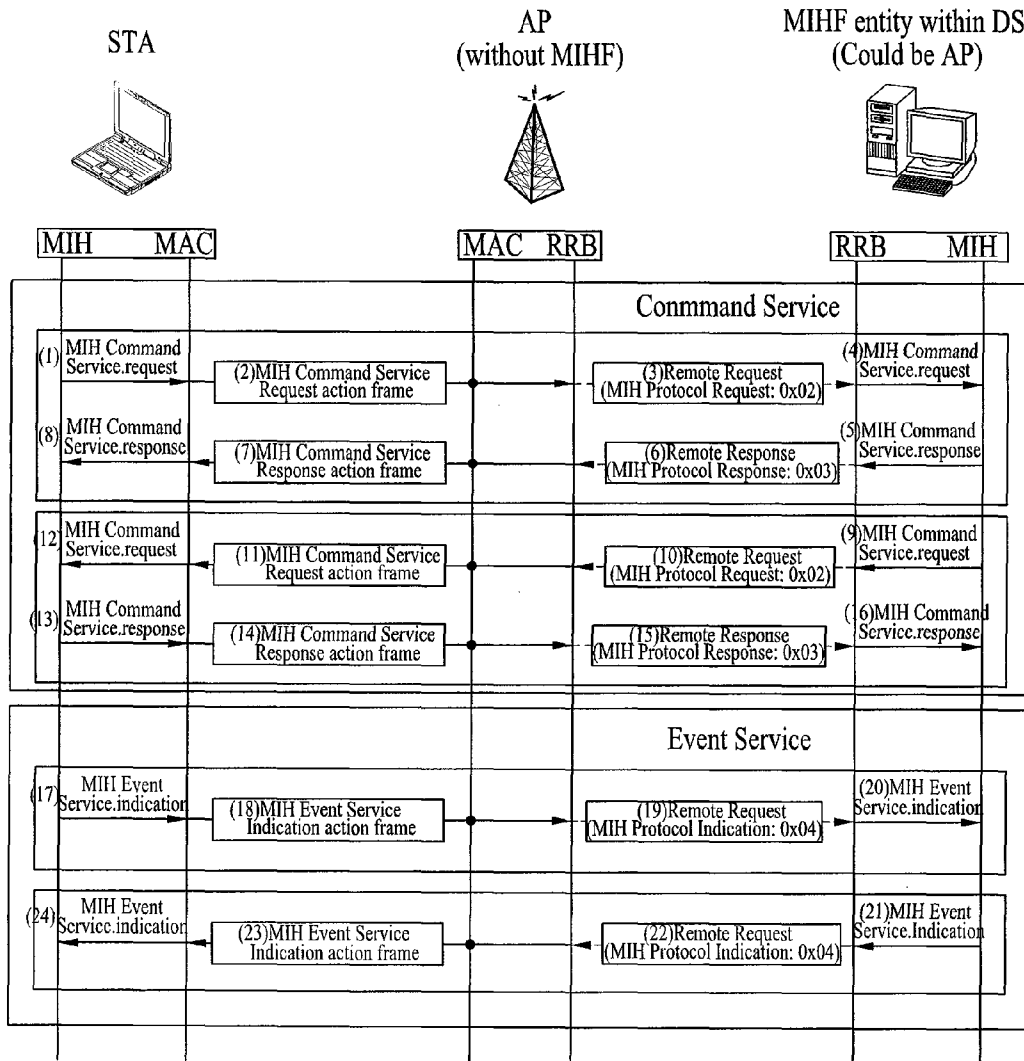 STA
AP
(without MIHF)
MIHF entity within DS
(Could be AP)
MIH MAC
MAC RRB
RRB MIH
Conmmand Service
(1) MIH Command
Service.request
(2)MIH Command Service
Request action frame
(3)Remote Request
(MIH Protocol Request: 0x02)
(4)MIH Command
Service.request
(8) MIH Command
Service.response
(7)MIH Command Service
Response action frame
(6)Remote Response
(MIH Protocol Response: 0x03)
(5)MIH Command
Service.response
(12) MIH Command
Service.request
(11)MIH Command Service
Request action frame
(10)Remote Request
(MIH Protocol Request: 0x02)
(9)MIH Command
Service.request
(13) MIH Command
Service.response
(14)MIH Command Service
Response action frame
(15)Remote Response
(MIH Protocol Response: 0x03)
(16)MIH Command
Service.response
Event Service
(17) MIH Event
Service.indication
(18)MIH Event Service
Indication action frame
(19)Remote Request
(MIH Protocol Indication: 0x04)
(20)MIH Event
Service.indication
(24) MIH Event
Service.indication
(23)MIH Event Service
Indication action frame
(22)Remote Request
(MIH Protocol Indication: 0x04)
(21)MIH Event
Service.Indication